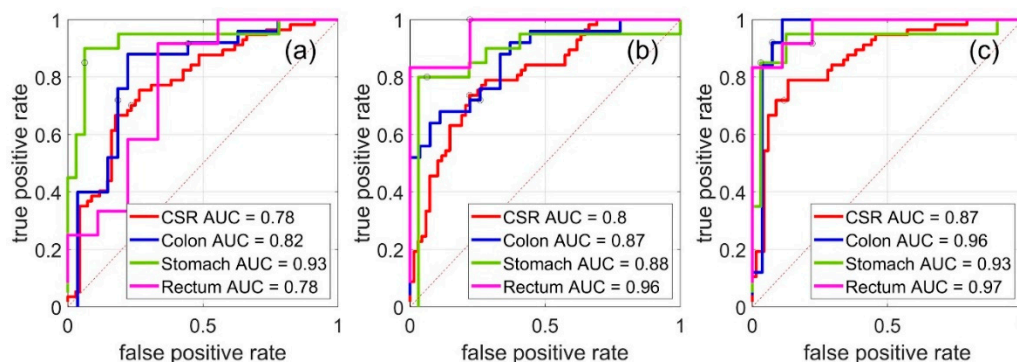 true positive rate
1
0.8
0.6
0.4
0.2
0
(a)
CSR AUC = 0.78
Colon AUC = 0.82
Stomach AUC = 0.93
Rectum AUC = 0.78
0 0.5 1
false positive rate
true positive rate
1
0.8
0.6
0.4
0.2
0
(b)
CSR AUC = 0.8
Colon AUC = 0.87
Stomach AUC = 0.88
Rectum AUC = 0.96
0 0.5 1
false positive rate
true positive rate
1
0.8
0.6
0.4
0.2
0
(c)
CSR AUC = 0.87
Colon AUC = 0.96
Stomach AUC = 0.93
Rectum AUC = 0.97
0 0.5 1
false positive rate